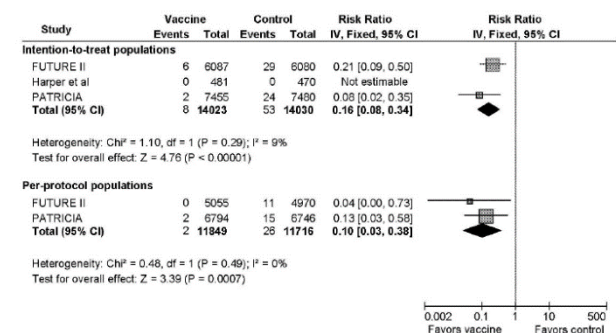 Study Vaccine Control Risk Ratio Risk Ratio
Events Total Events Total IV, Fixed, 95% CI IV, Fixed, 95% CI
Intention-to-treat populations
FUTURE II 6 6087 29 6080 0.21 [0.09, 0.50]
Harper et al 0 481 0 470 Not estimable
PATRICIA 2 7455 24 7480 0.08 [0.02, 0.35]
Total (95% CI) 8 14023 53 14030 0.16 [0.08, 0.34]
Heterogeneity: Chi² = 1.10, df = 1 (P = 0.29); I² = 9%
Test for overall effect: Z = 4.76 (P < 0.00001)
Per-protocol populations
FUTURE II 0 5055 11 4970 0.04 [0.00, 0.73]
PATRICIA 2 6794 15 6746 0.13 [0.03, 0.58]
Total (95% CI) 2 11849 26 11716 0.10 [0.03, 0.38]
Heterogeneity: Chi² = 0.48, df = 1 (P = 0.49); I² = 0%
Test for overall effect: Z = 3.39 (P = 0.0007)
0.002 0.1 1 10 500
Favors vaccine Favors control